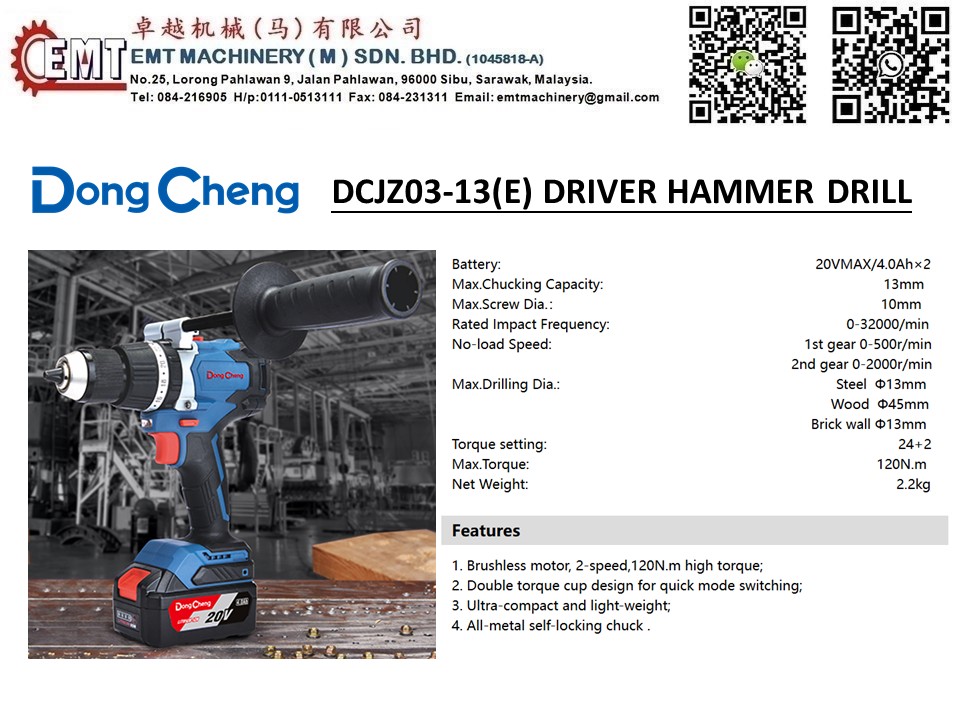 卓越机械(马)有限公司
EMT
EMT MACHINERY ( M ) SDN. BHD. (1045818-A)
No.25, Lorong Pahlawan 9, Jalan Pahlawan, 96000 Sibu, Sarawak, Malaysia.
Tel: 084-216905 H/p:0111-0513111 Fax: 084-231311 Email: emtmachinery@gmail.com
DongCheng DCJZ03-13(E) DRIVER HAMMER DRILL
Battery: 20VMAX/4.0Ah×2
Max.Chucking Capacity: 13mm
Max.Screw Dia.: 10mm
Rated Impact Frequency: 0-32000/min
No-load Speed: 1st gear 0-500r/min
2nd gear 0-2000r/min
Max.Drilling Dia.: Steel Φ13mm
Wood Φ45mm
Brick wall Φ13mm
Torque setting: 24+2
Max.Torque: 120N.m
Net Weight: 2.2kg
DongCheng
DongCheng
20V
Features
1. Brushless motor, 2-speed,120N.m high torque;
2. Double torque cup design for quick mode switching;
3. Ultra-compact and light-weight;
4. All-metal self-locking chuck .